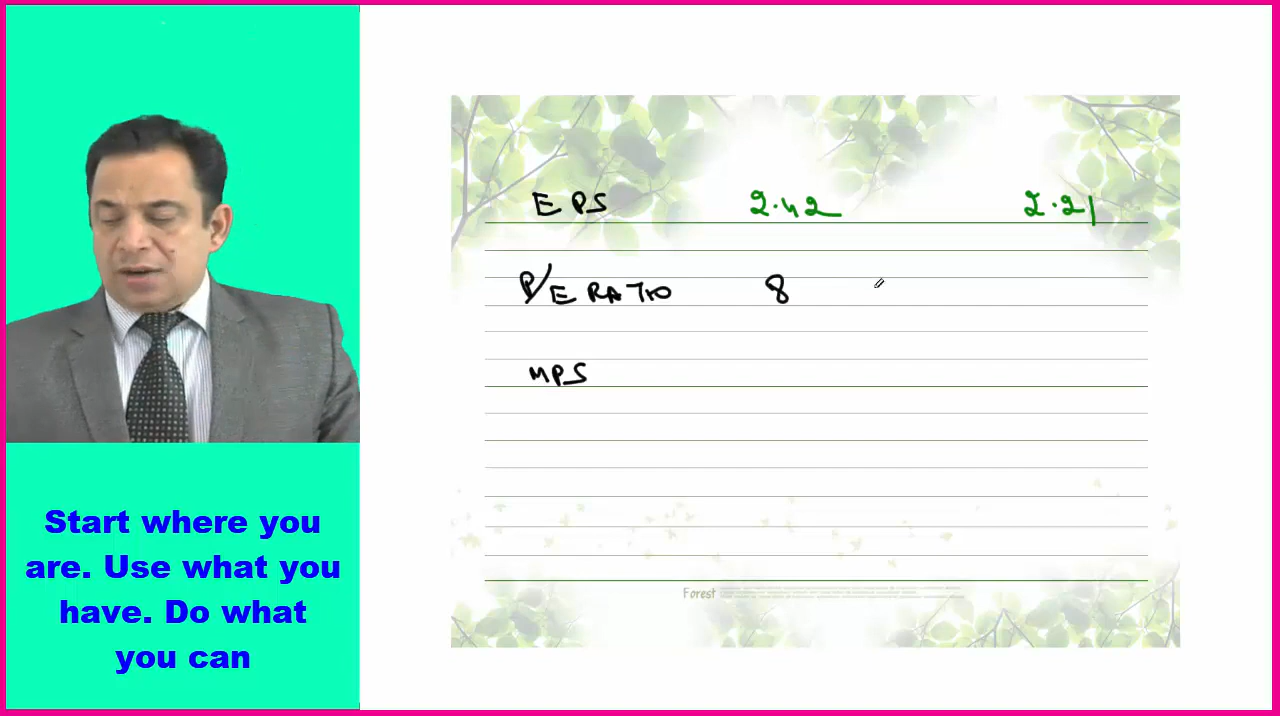 EPS 2.42 2.21
P/E RATIO 8
MPS
Start where you
are. Use what you
have. Do what
you can
Forest